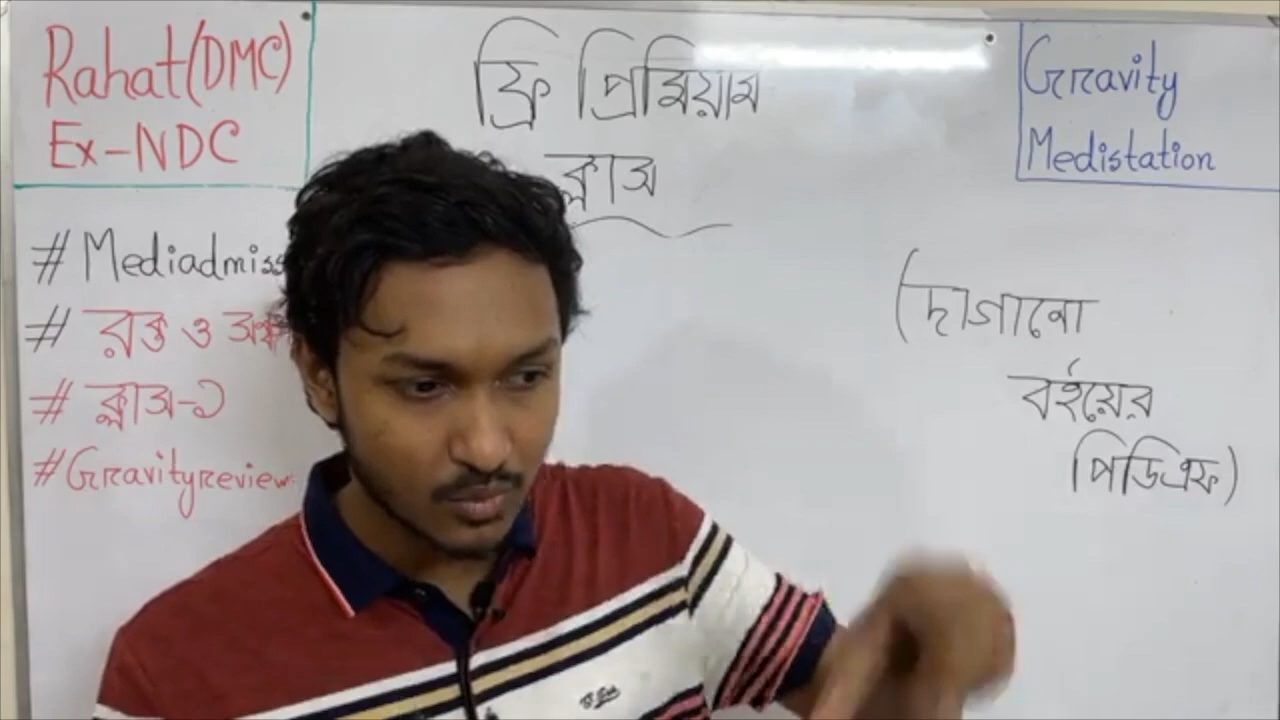 Rahat(DMC)
Ex-NDC
ফ্রি প্রিমিয়াম
ক্লাস
Gravity
Medistation
# Mediadmiss
# রক্ত ও
# ক্লাস-১
#Gravityreview
(দাগানো
বইয়ের
পিডিএফ)